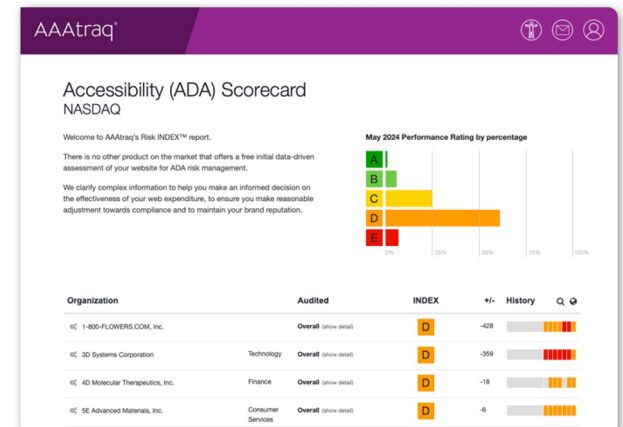 AAAtraq®
Accessibility (ADA) Scorecard
NASDAQ
Welcome to AAAtraq's Risk INDEX™ report.
There is no other product on the market that offers a free initial data-driven
assessment of your website for ADA risk management.
We clarify complex information to help you make an informed decision on
the effectiveness of your web expenditure, to ensure you make reasonable
adjustment towards compliance and to maintain your brand reputation.
May 2024 Performance Rating by percentage
A
B
C
D
E
0% 25% 50% 75% 100%
Organization Audited INDEX +/- History
1-800-FLOWERS.COM, Inc. Overall (show detail) D -428
3D Systems Corporation Technology Overall (show detail) D -359
4D Molecular Therapeutics, Inc. Finance Overall (show detail) D -18
5E Advanced Materials, Inc. Consumer Services Overall (show detail) D -6